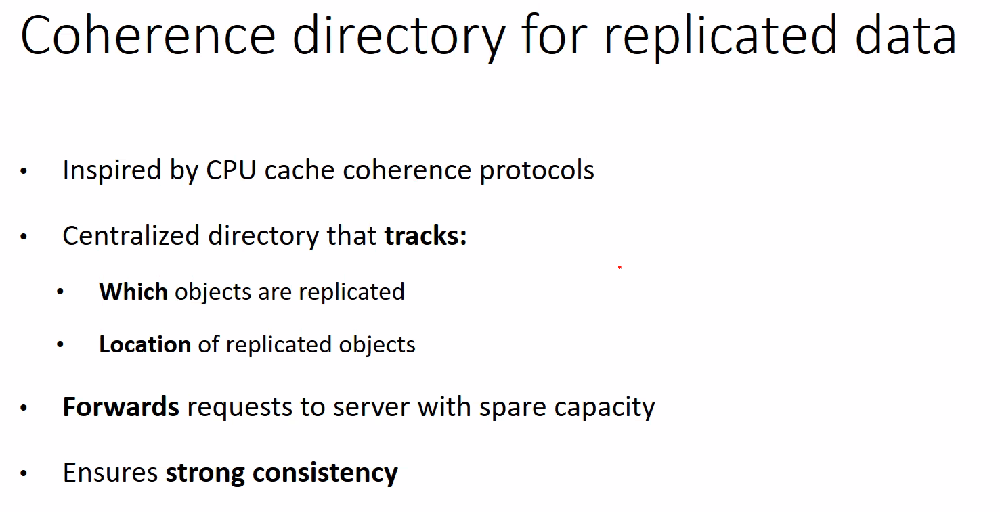 Coherence directory for replicated data
• Inspired by CPU cache coherence protocols
• Centralized directory that tracks:
• Which objects are replicated
• Location of replicated objects
• Forwards requests to server with spare capacity
• Ensures strong consistency